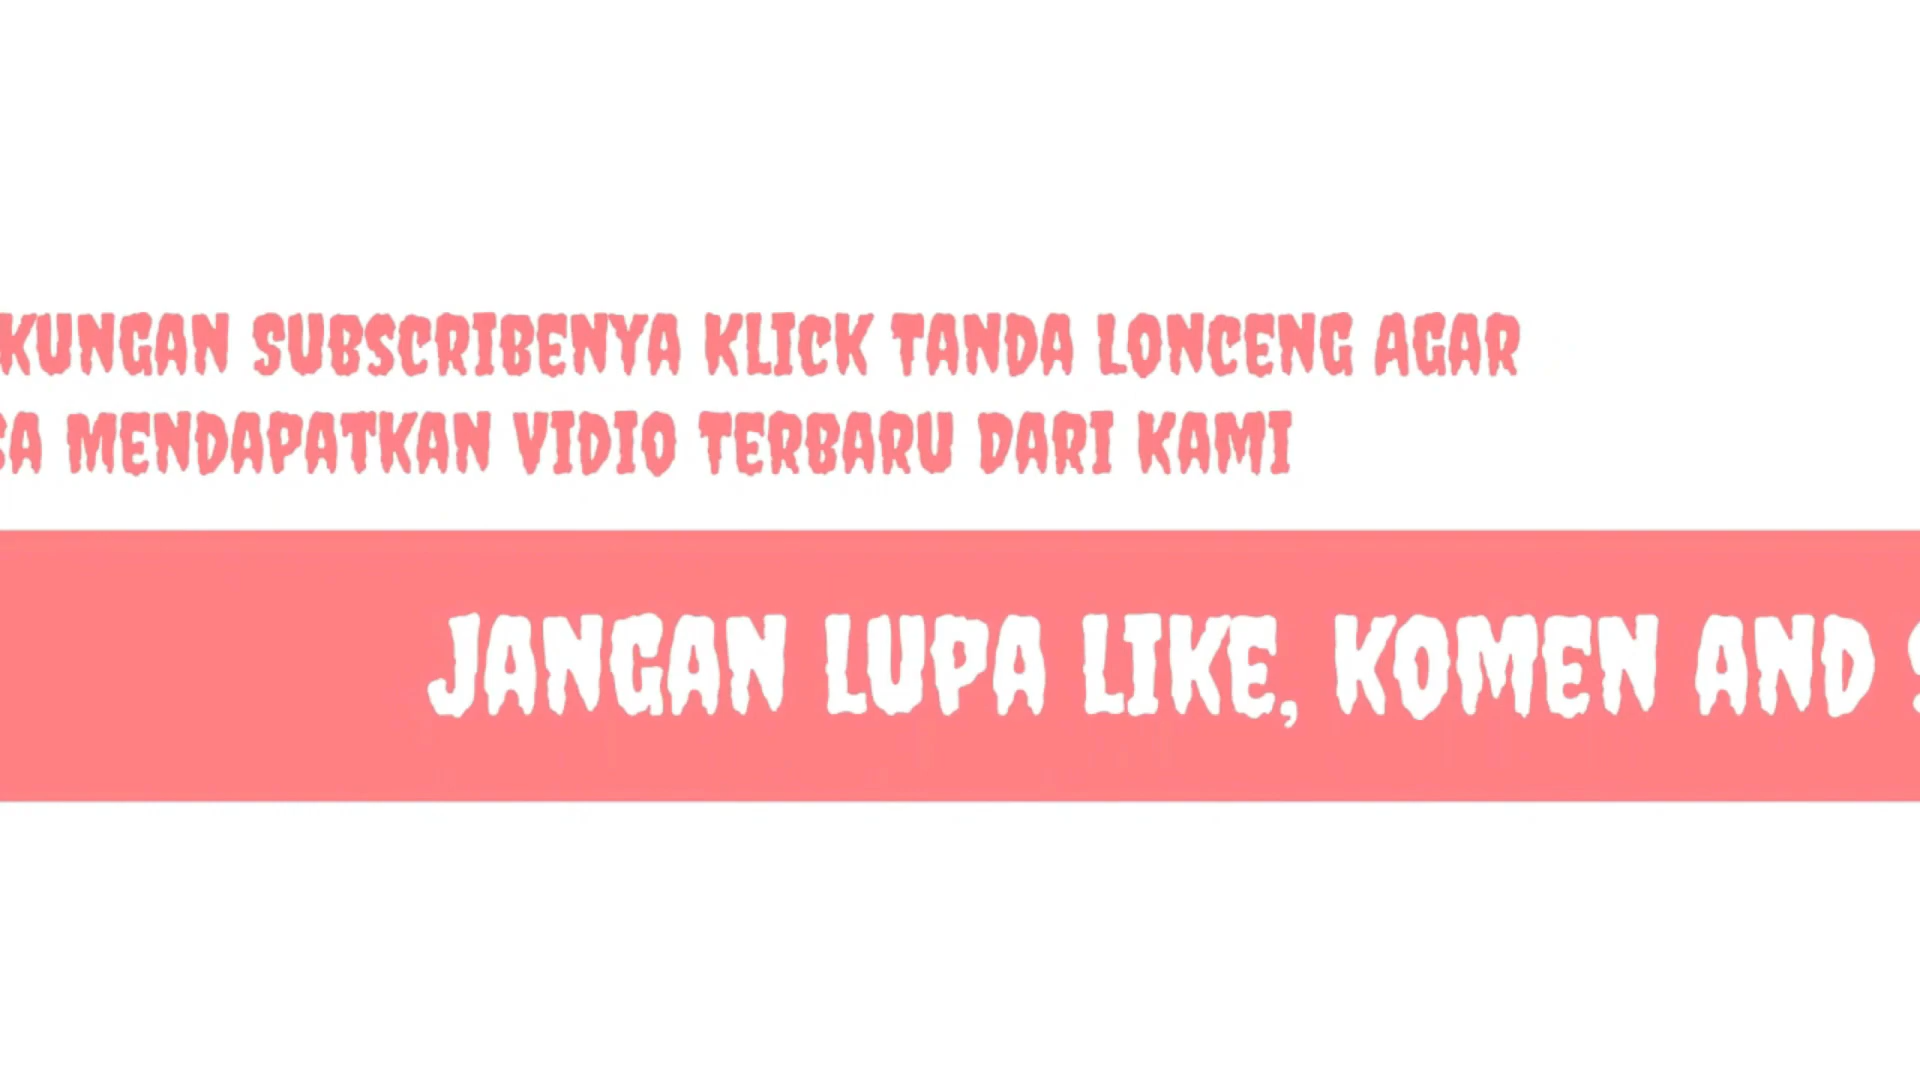 KUNGAN SUBSCRIBENYA KLICK TANDA LONCENG AGAR
SA MENDAPATKAN VIDIO TERBARU DARI KAMI
JANGAN LUPA LIKE, KOMEN AND